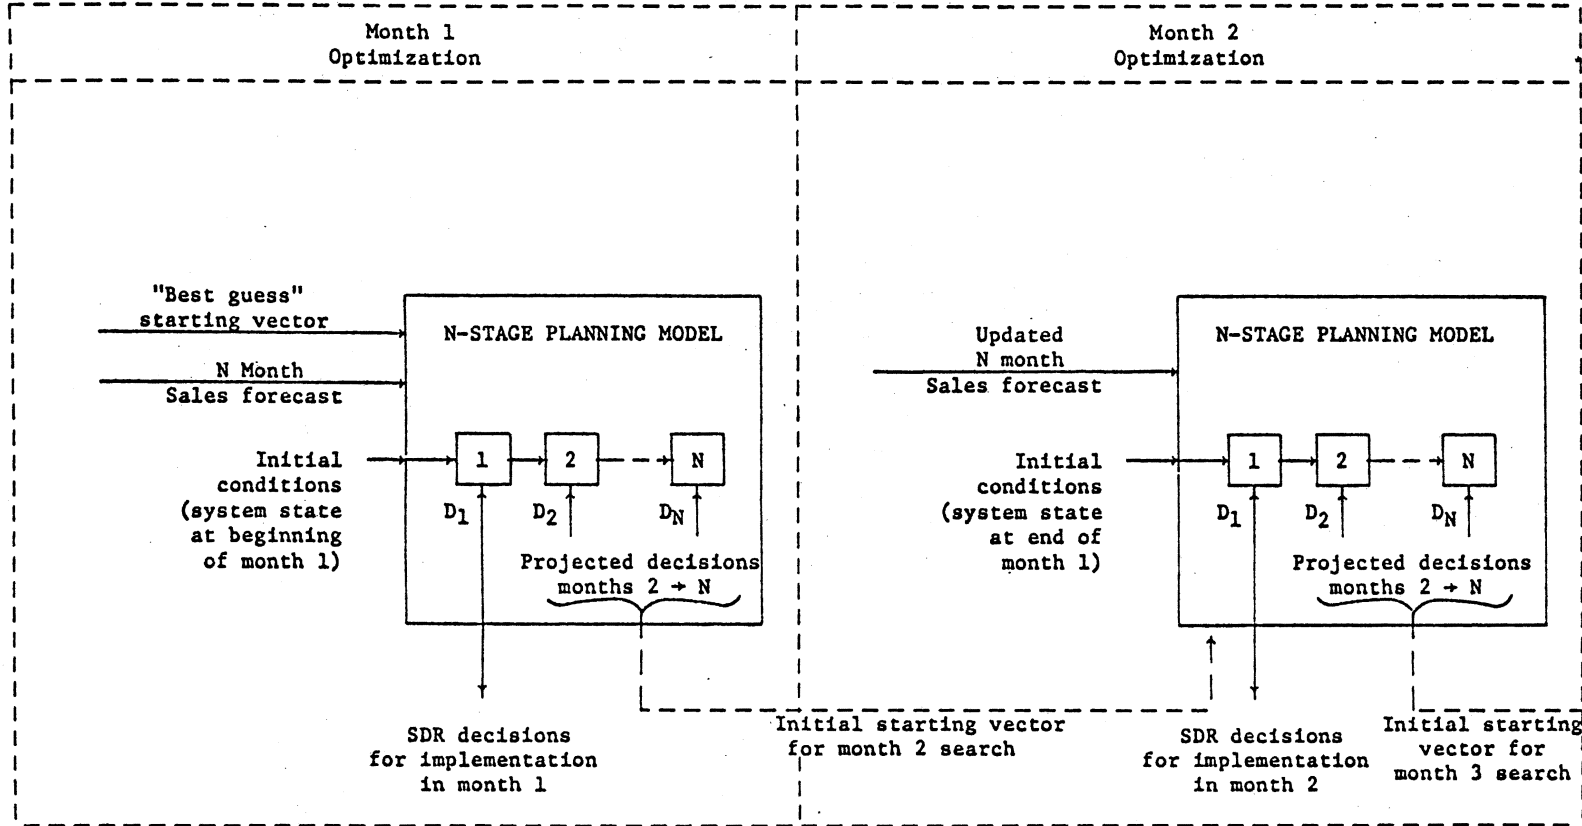 Month 1
Optimization
Month 2
Optimization
"Best guess"
starting vector
N Month
Sales forecast
Initial
conditions
(system state
at beginning
of month 1)
N-STAGE PLANNING MODEL
1
2
N
D1
D2
DN
Projected decisions
months 2 → N
SDR decisions
for implementation
in month 1
Initial starting vector
for month 2 search
Updated
N month
Sales forecast
Initial
conditions
(system state
at end of
month 1)
N-STAGE PLANNING MODEL
1
2
N
D1
D2
DN
Projected decisions
months 2 → N
SDR decisions
for implementation
in month 2
Initial starting
vector for
month 3 search